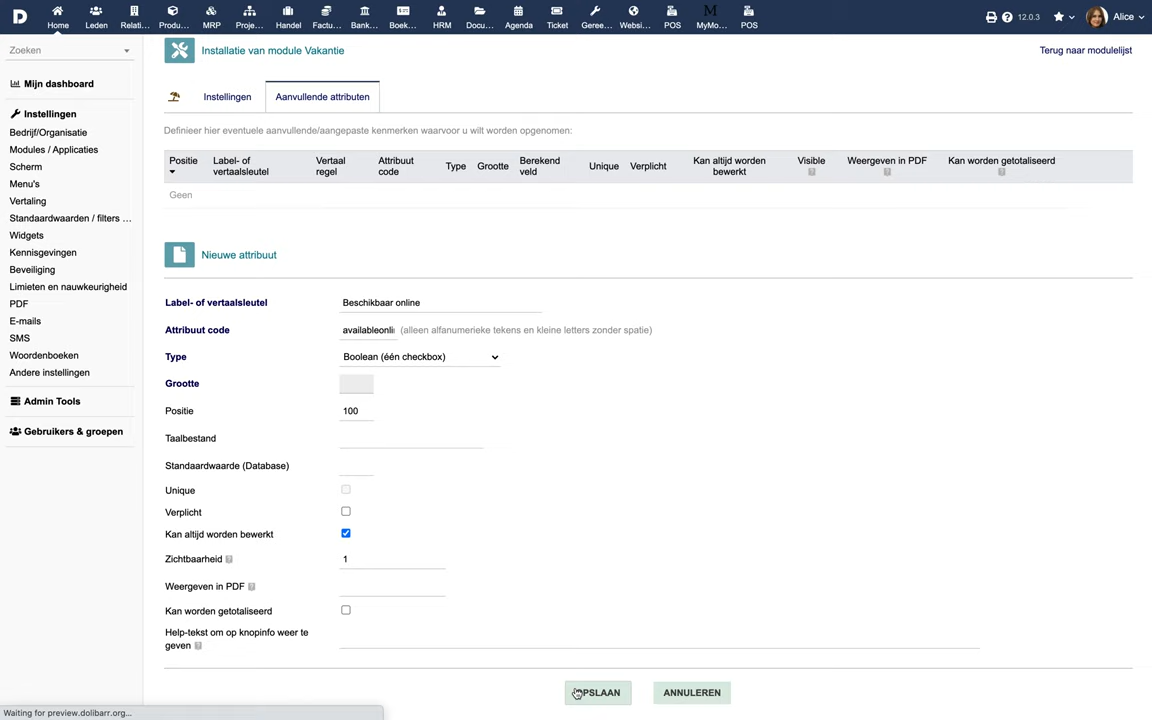 Home Leden Relati... Produ... MRP Proje... Handel Factu... Bank... Boek... HRM Docu... Agenda Ticket Geree... Websi... POS MyMo... POS 12.0.3 Alice
Zoeken
Installatie van module Vakantie
Terug naar modulelijst
Mijn dashboard
Instellingen
Bedrijf/Organisatie
Modules / Applicaties
Scherm
Menu's
Vertaling
Standaardwaarden / filters ...
Widgets
Kennisgevingen
Beveiliging
Limieten en nauwkeurigheid
PDF
E-mails
SMS
Woordenboeken
Andere instellingen
Admin Tools
Gebruikers & groepen
Instellingen Aanvullende attributen
Definieer hier eventuele aanvullende/aangepaste kenmerken waarvoor u wilt worden opgenomen:
Positie Label- of vertaalsleutel Vertaal regel Attribuut code Type Grootte Berekend veld Unique Verplicht Kan altijd worden bewerkt Visible Weergeven in PDF Kan worden getotaliseerd
Geen
Nieuwe attribuut
Label- of vertaalsleutel Beschikbaar online
Attribuut code availableonli (alleen alfanumerieke tekens en kleine letters zonder spatie)
Type Boolean (één checkbox)
Grootte
Positie 100
Taalbestand
Standaardwaarde (Database)
Unique
Verplicht
Kan altijd worden bewerkt
Zichtbaarheid 1
Weergeven in PDF
Kan worden getotaliseerd
Help-tekst om op knopinfo weer te
geven
OPSLAAN ANNULEREN
Waiting for preview.dolibarr.org...